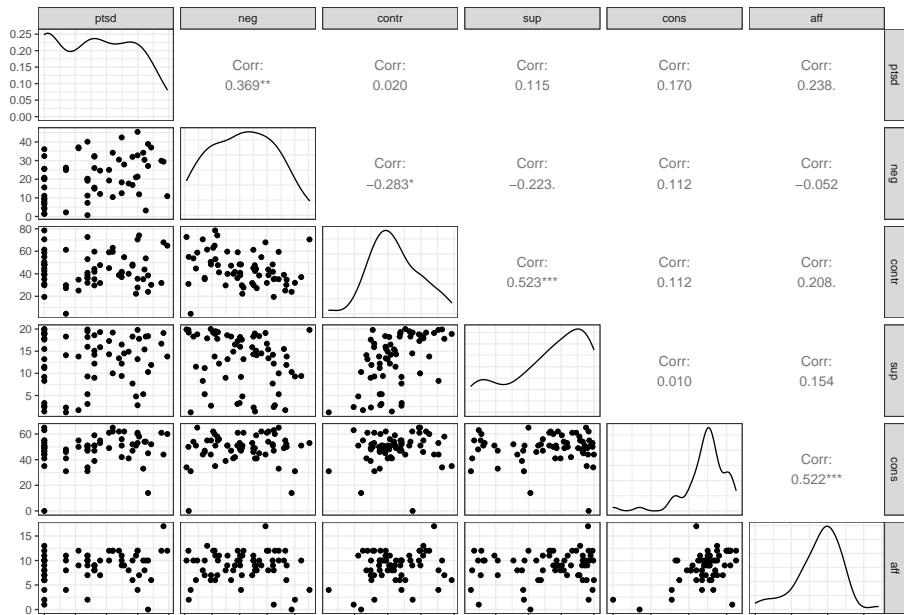 ptsd neg contr sup cons aff
0.25
0.20
0.15
0.10
0.05
0.00
Corr: Corr: Corr: Corr: Corr:
0.369** 0.020 0.115 0.170 0.238.
ptsd
40
30
20
10
0
Corr: Corr: Corr: Corr:
−0.283* −0.223. 0.112 −0.052
neg
80
60
40
20
Corr: Corr: Corr:
0.523*** 0.112 0.208.
contr
20
15
10
5
Corr: Corr:
0.010 0.154
sup
60
40
20
0
Corr:
0.522***
cons
15
10
5
0
aff